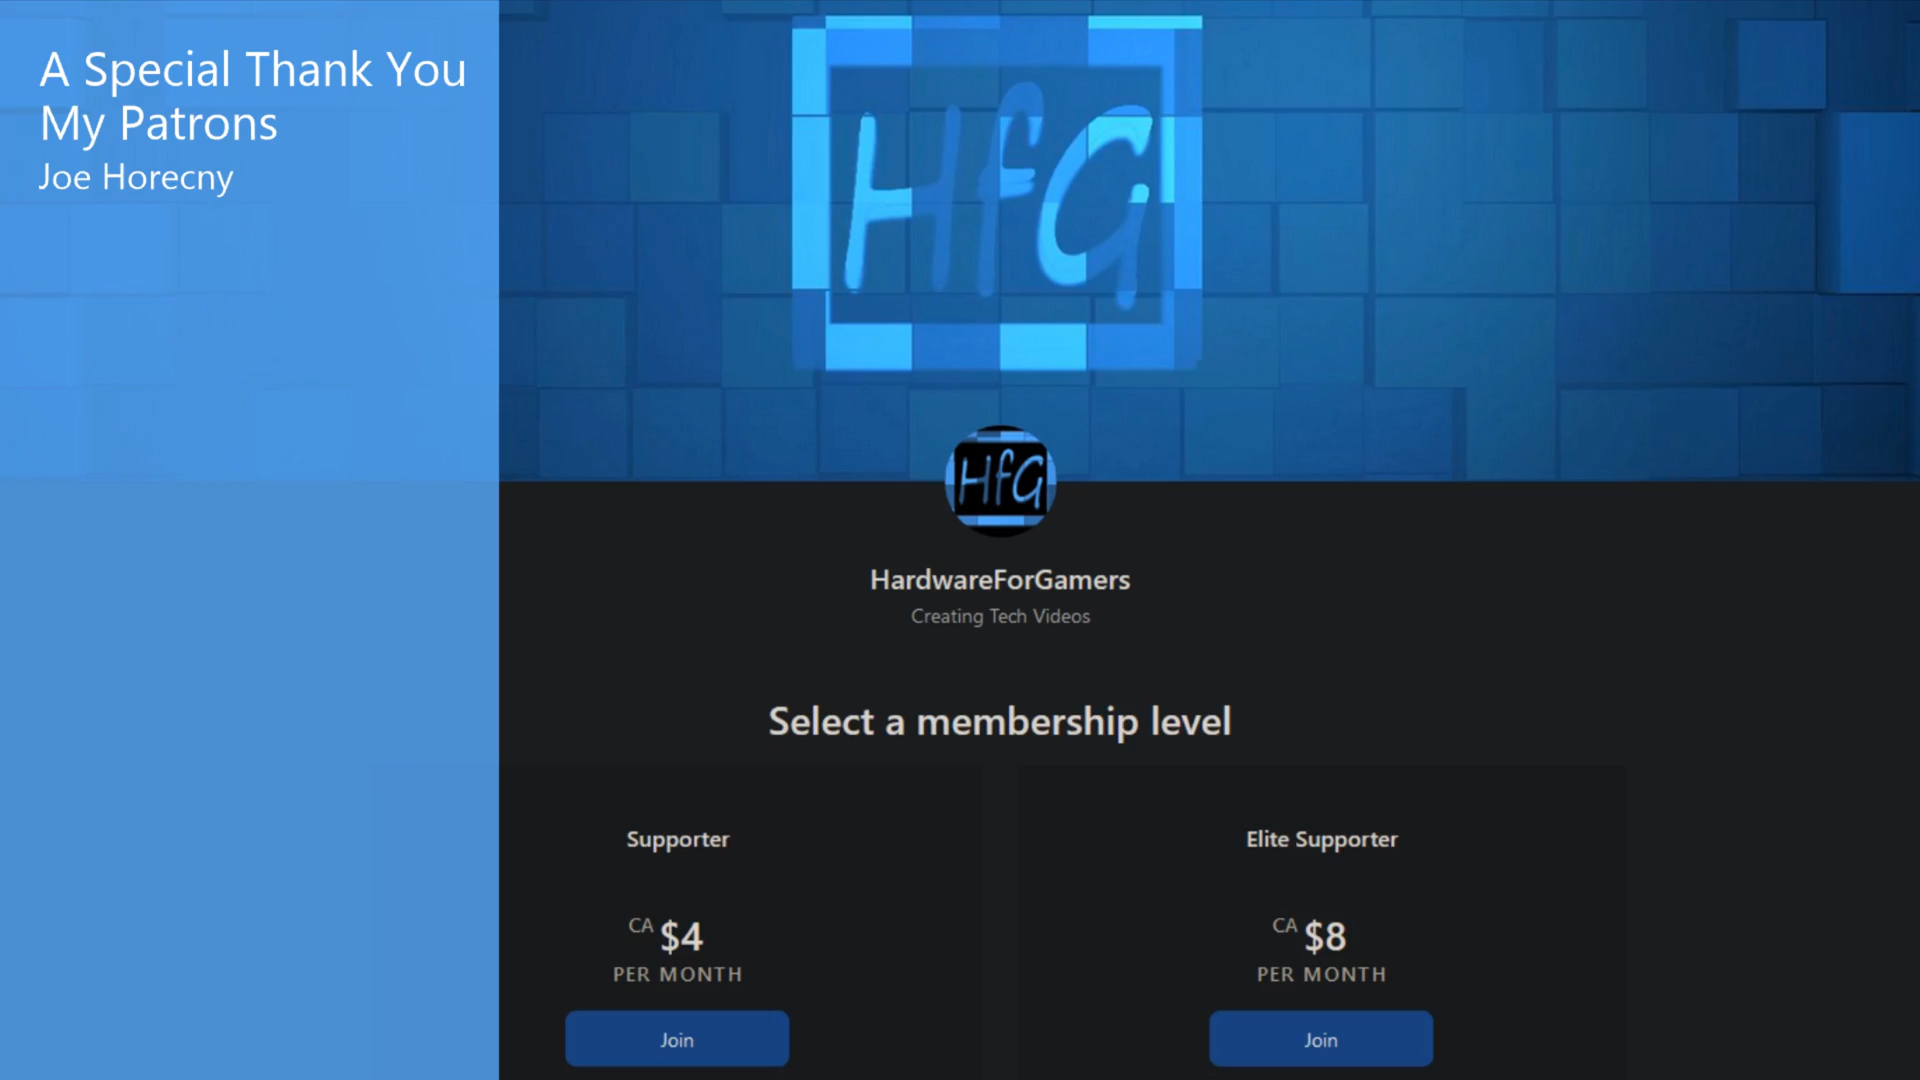 A Special Thank You
My Patrons
Joe Horecny
HfG
HfG
HardwareForGamers
Creating Tech Videos
Select a membership level
Supporter
CA $4
PER MONTH
Join
Elite Supporter
CA $8
PER MONTH
Join